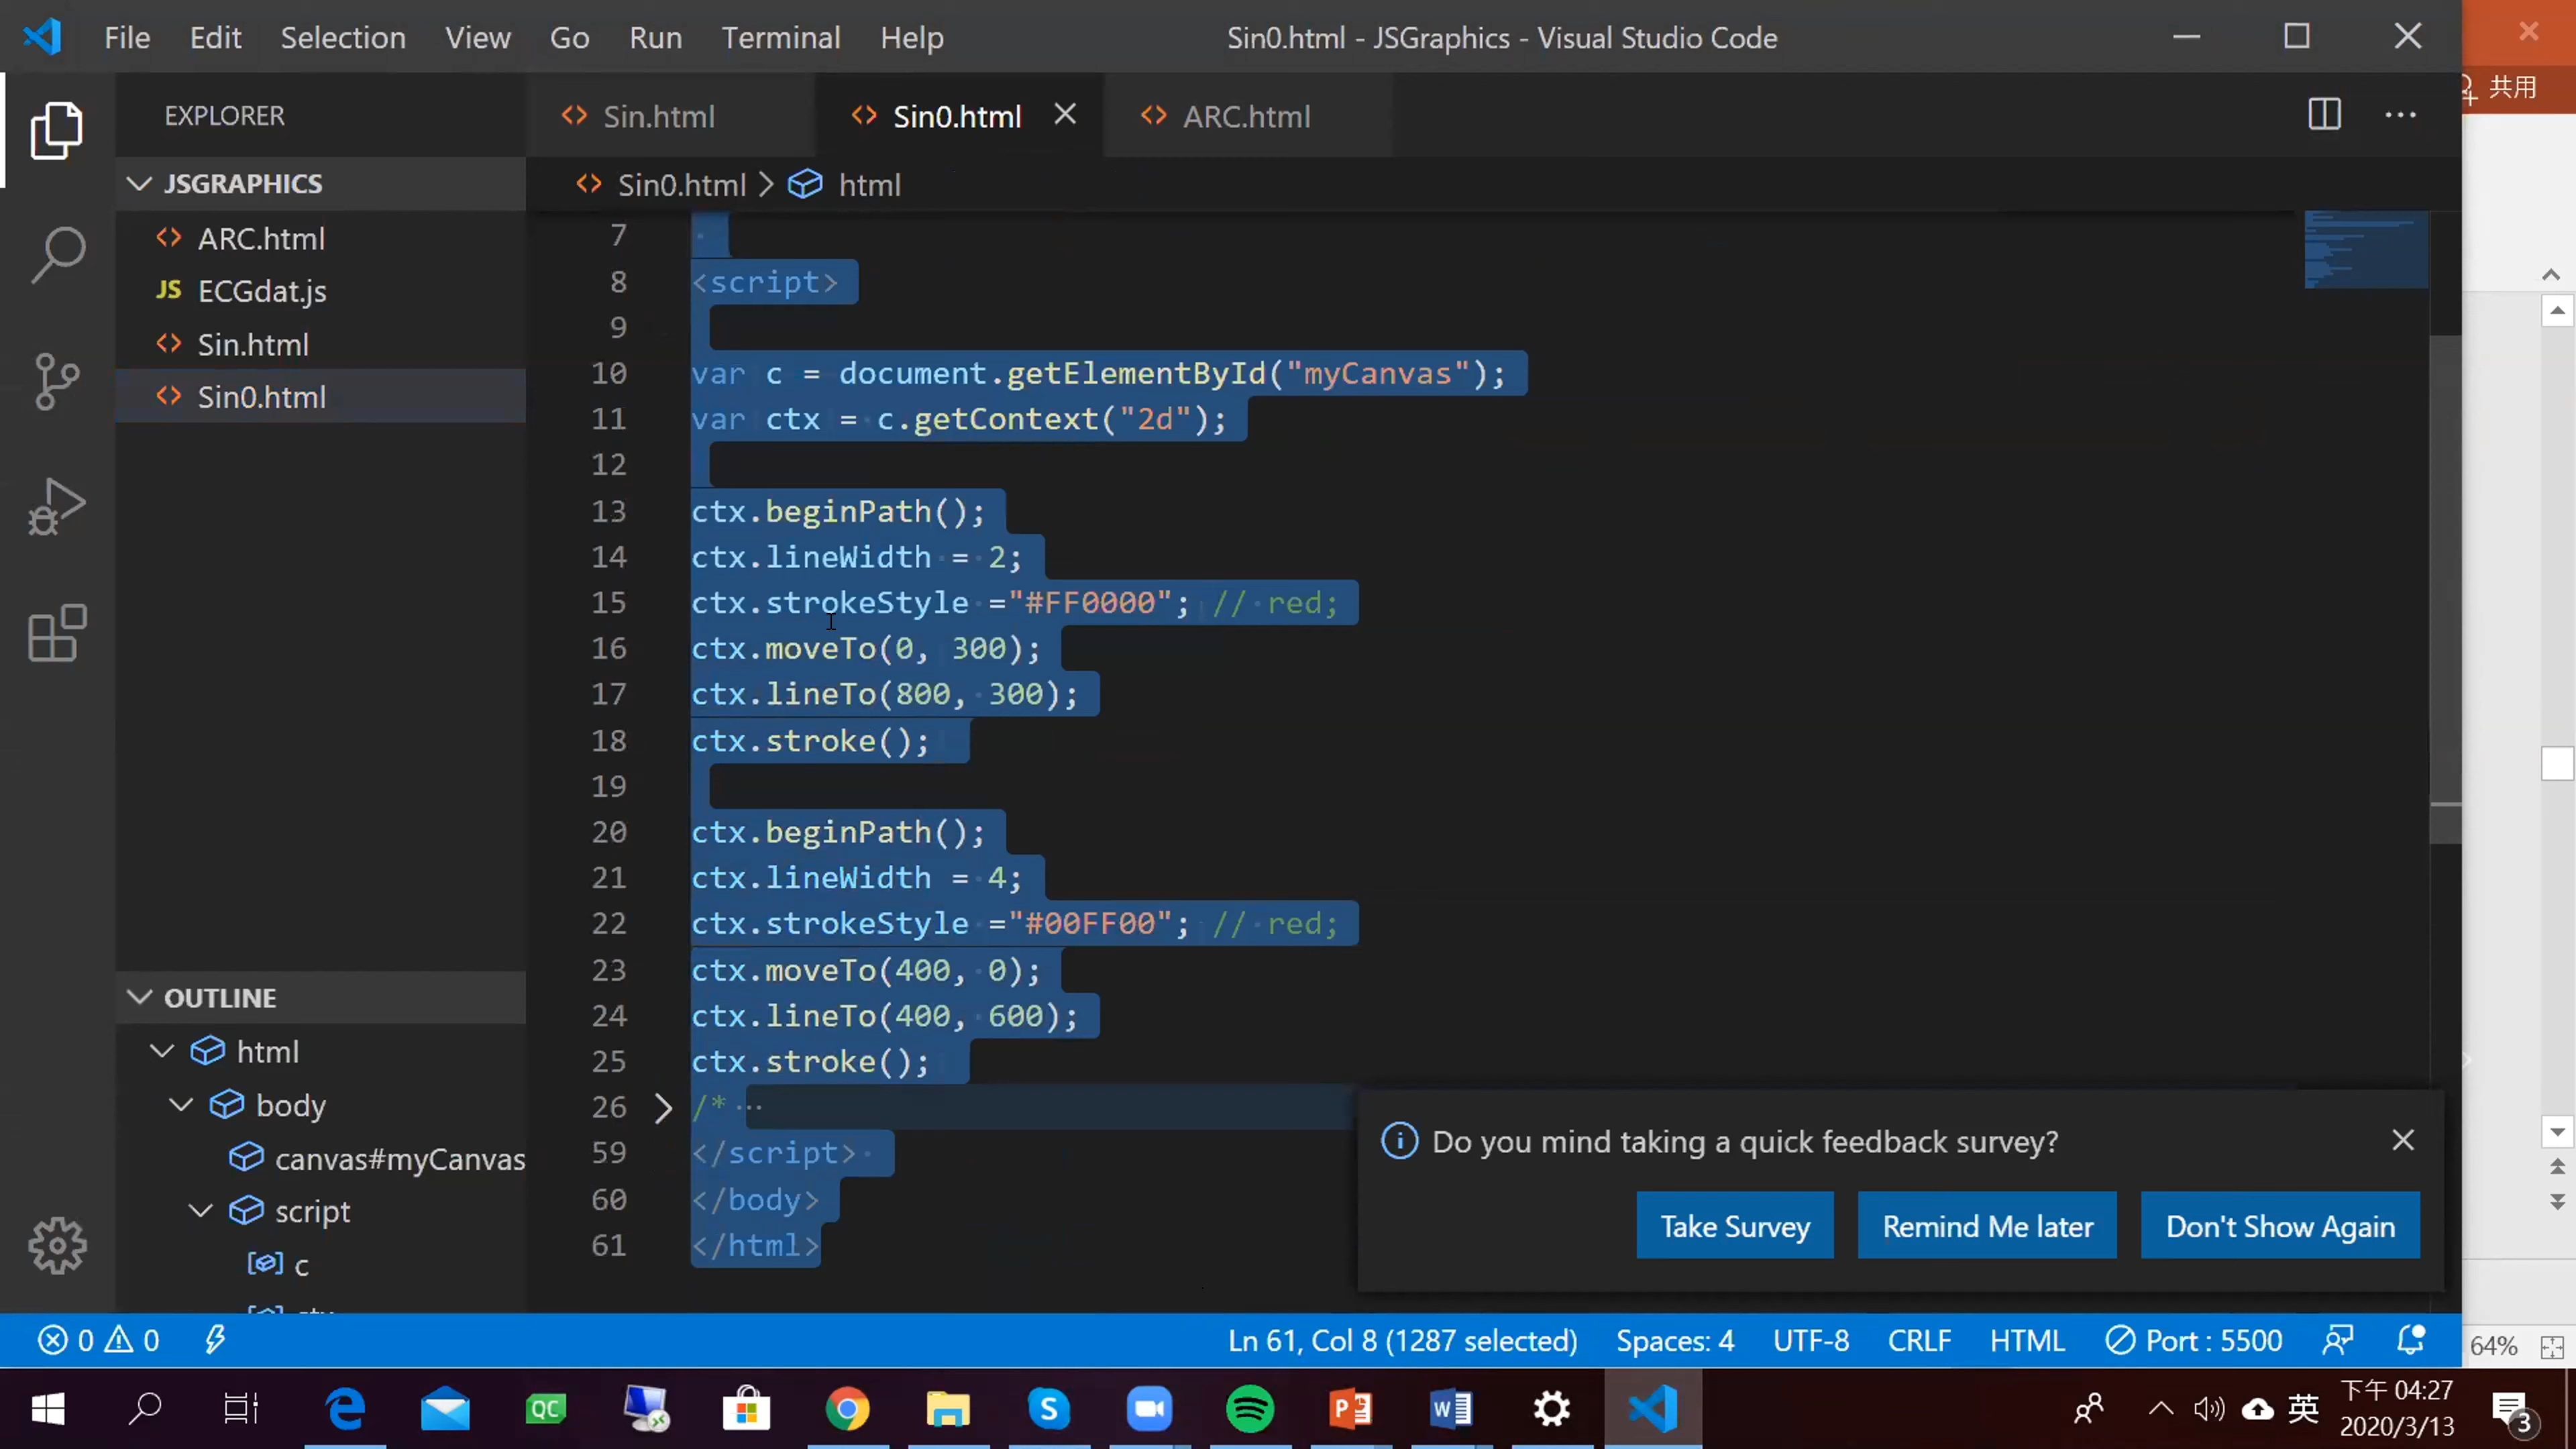 File Edit Selection View Go Run Terminal Help
Sin0.html - JSGraphics - Visual Studio Code
共用
EXPLORER
Sin.html
Sin0.html
ARC.html
Sin0.html > html
JSGRAPHICS
ARC.html
JS ECGdat.js
Sin.html
Sin0.html
7
8 <script>
9
10 var c = document.getElementById("myCanvas");
11 var ctx = c.getContext("2d");
12
13 ctx.beginPath();
14 ctx.lineWidth = 2;
15 ctx.strokeStyle ="#FF0000"; // red;
16 ctx.moveTo(0, 300);
17 ctx.lineTo(800, 300);
18 ctx.stroke();
19
20 ctx.beginPath();
21 ctx.lineWidth = 4;
22 ctx.strokeStyle ="#00FF00"; // red;
23 ctx.moveTo(400, 0);
24 ctx.lineTo(400, 600);
25 ctx.stroke();
26 /* ...
59 </script>
60 </body>
61 </html>
OUTLINE
html
body
canvas#myCanvas
script
c
Do you mind taking a quick feedback survey?
Take Survey
Remind Me later
Don't Show Again
0 0
Ln 61, Col 8 (1287 selected)
Spaces: 4
UTF-8
CRLF
HTML
Port : 5500
64%
QC
英
下午 04:27
2020/3/13
3